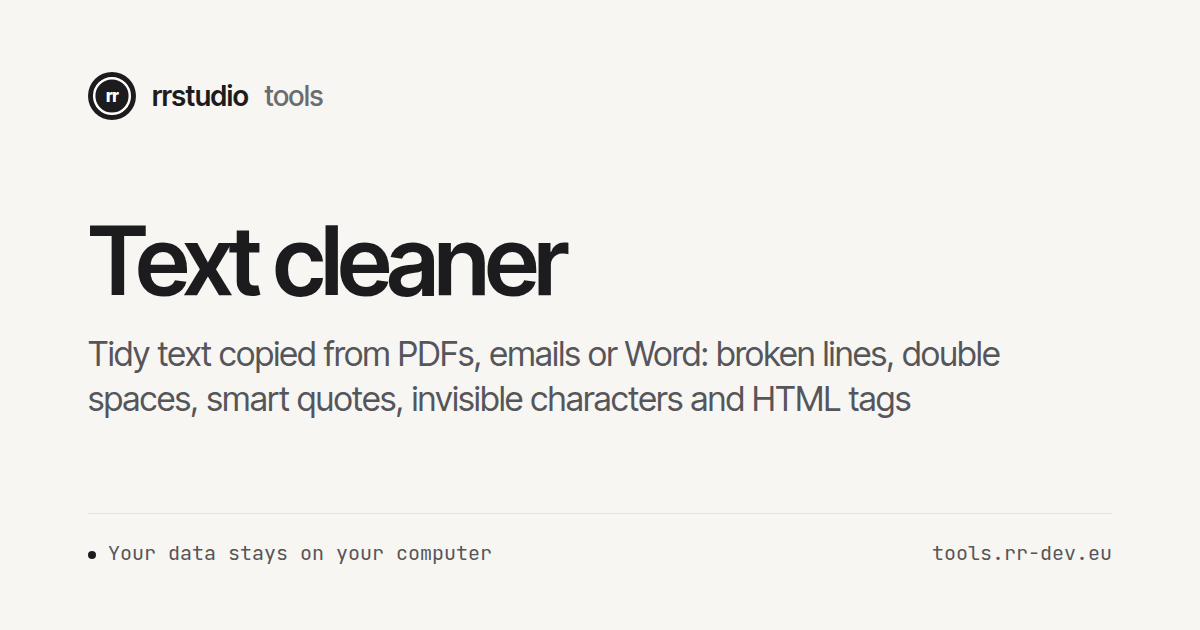 rr
rrstudio tools
Text cleaner
Tidy text copied from PDFs, emails or Word: broken lines, double
spaces, smart quotes, invisible characters and HTML tags
Your data stays on your computer
tools.rr-dev.eu